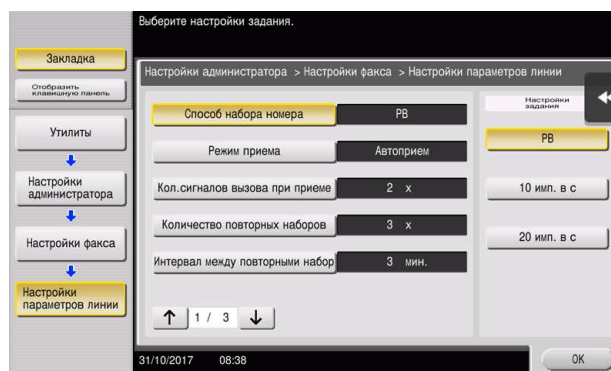 Выберите настройки задания.
Закладка
Отобразить
клавишную панель
Утилиты
Настройки
администратора
Настройки факса
Настройки
параметров линии
Настройки администратора > Настройки факса > Настройки параметров линии
Способ набора номера
PB
Режим приема
Автоприем
Кол.сигналов вызова при приеме
2 x
Количество повторных наборов
3 x
Интервал между повторными набор
3 мин.
↑ 1 / 3 ↓
Настройки
задания
PB
10 имп. в с
20 имп. в с
31/10/2017 08:38
OK